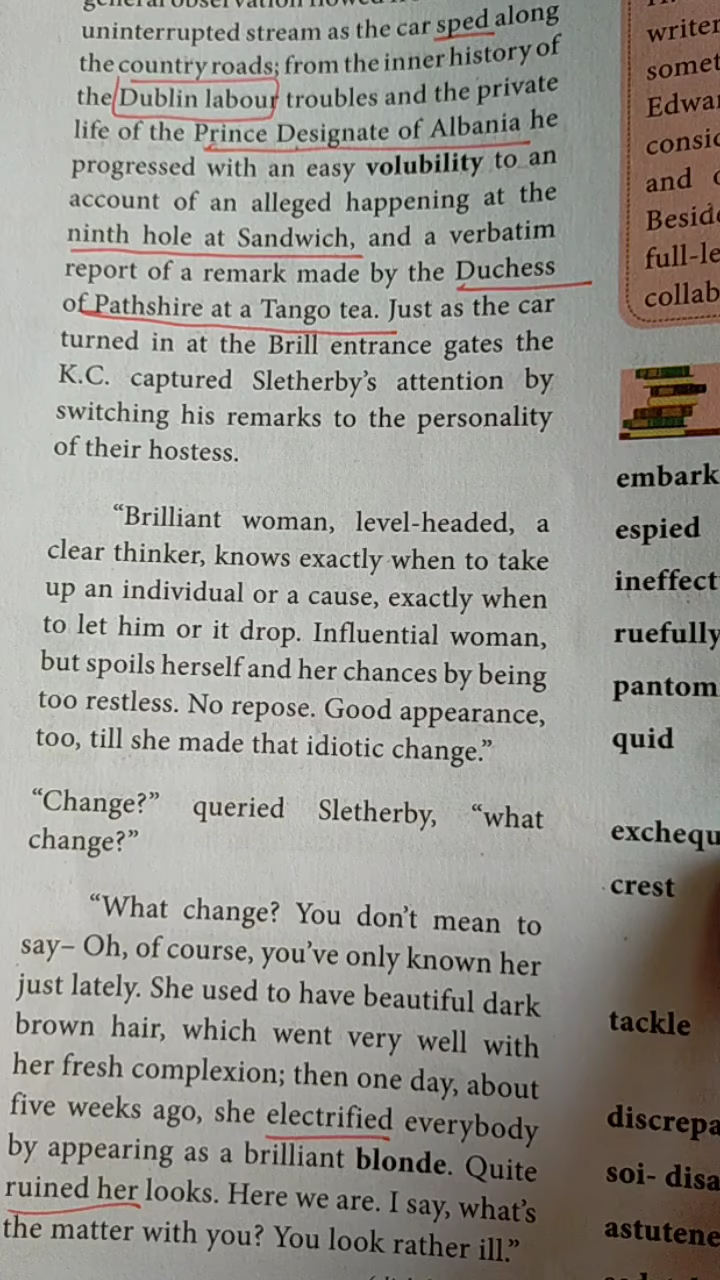 uninterrupted stream as the car sped along
the country roads; from the inner history of
the Dublin labour troubles and the private
life of the Prince Designate of Albania he
progressed with an easy volubility to an
account of an alleged happening at the
ninth hole at Sandwich, and a verbatim
report of a remark made by the Duchess
of Pathshire at a Tango tea. Just as the car
turned in at the Brill entrance gates the
K.C. captured Sletherby's attention by
switching his remarks to the personality
of their hostess.
“Brilliant woman, level-headed, a
clear thinker, knows exactly when to take
up an individual or a cause, exactly when
to let him or it drop. Influential woman,
but spoils herself and her chances by being
too restless. No repose. Good appearance,
too, till she made that idiotic change.”
“Change?” queried Sletherby, “what
change?”
“What change? You don't mean to
say– Oh, of course, you've only known her
just lately. She used to have beautiful dark
brown hair, which went very well with
her fresh complexion; then one day, about
five weeks ago, she electrified everybody
by appearing as a brilliant blonde. Quite
ruined her looks. Here we are. I say, what's
the matter with you? You look rather ill.”
writer
somet
Edwa
consid
and
Beside
full-le
collab
embark
espied
ineffect
ruefully
pantom
quid
exchequ
crest
tackle
discrepa
soi- disa
astutene